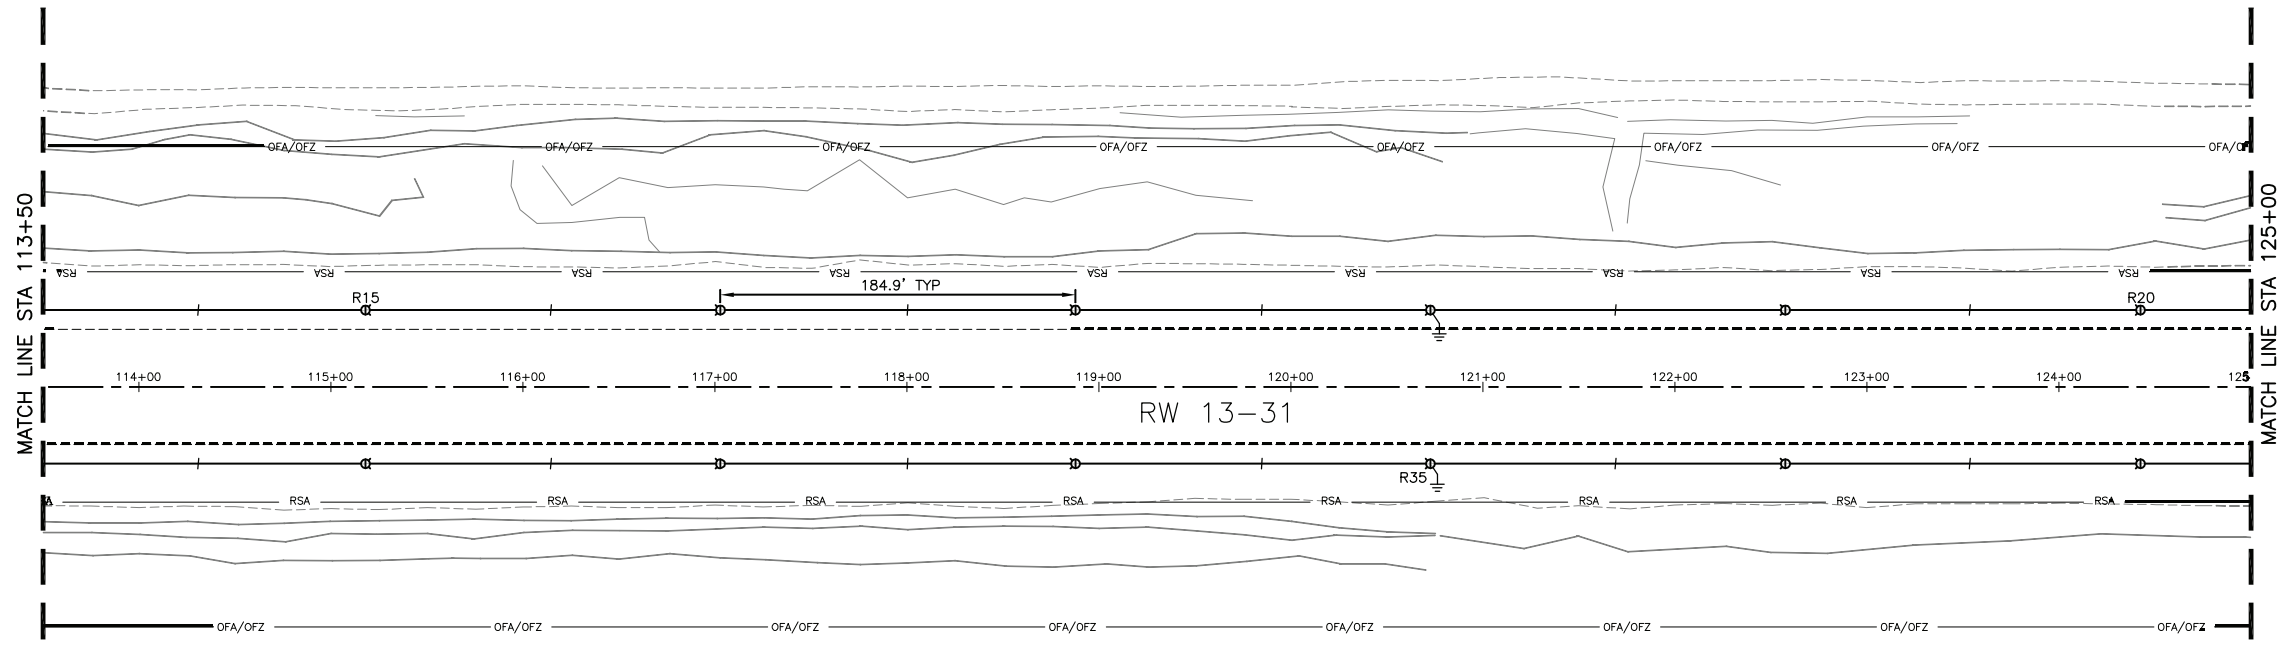 OFA/OFZ OFA/OFZ OFA/OFZ OFA/OFZ OFA/OFZ OFA/OFZ OFA/OFZ
MATCH LINE STA 113+50
RSA RSA RSA RSA RSA RSA RSA RSA RSA
184.9' TYP
R15
R20
114+00 115+00 116+00 117+00 118+00 119+00 120+00 121+00 122+00 123+00 124+00 125
RW 13-31
MATCH LINE STA 125+00
R35
RSA RSA RSA RSA RSA RSA RSA RSA
OFA/OFZ OFA/OFZ OFA/OFZ OFA/OFZ OFA/OFZ OFA/OFZ OFA/OFZ OFA/OFZ